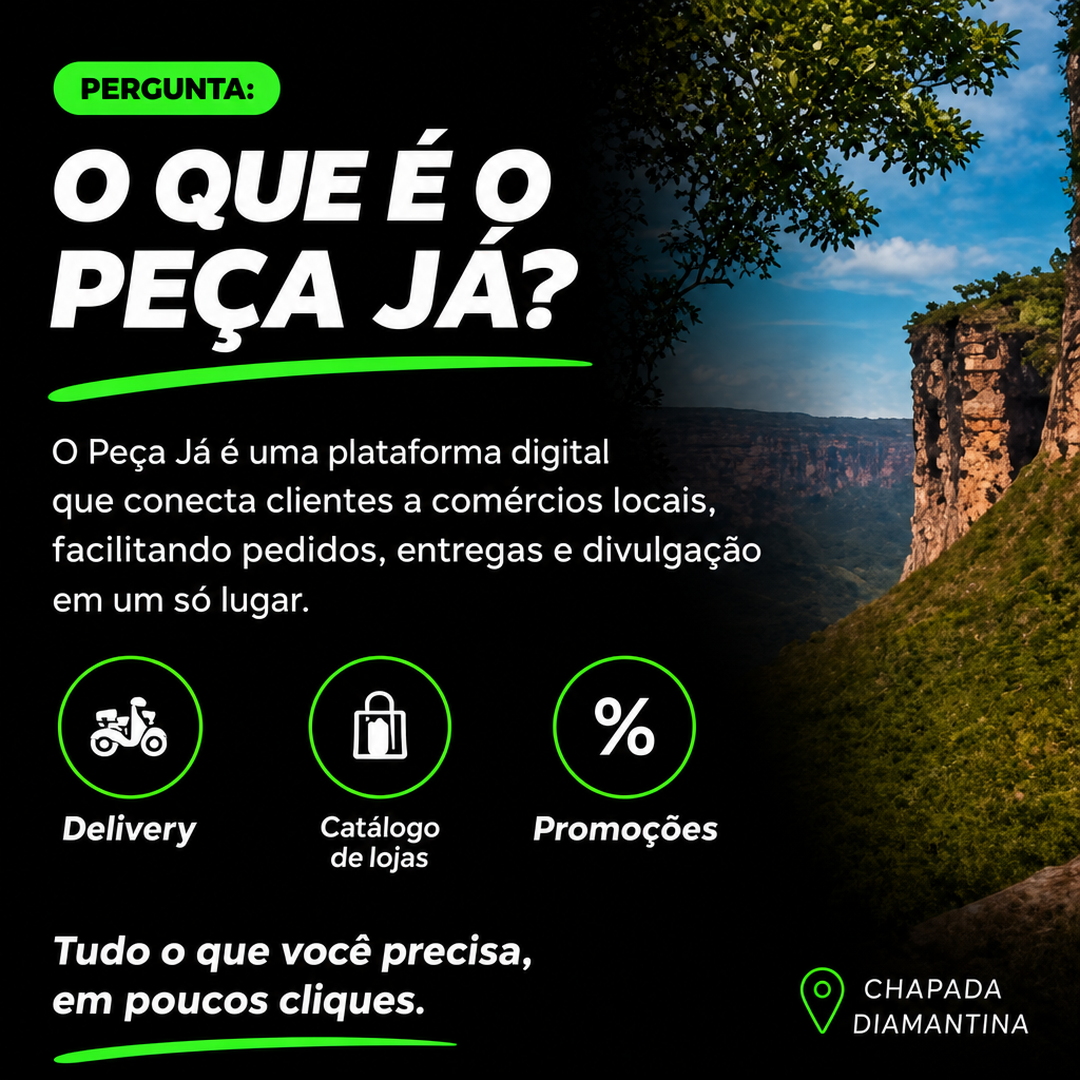 PERGUNTA:
O QUE É O
PEÇA JÁ?
O Peça Já é uma plataforma digital
que conecta clientes a comércios locais,
facilitando pedidos, entregas e divulgação
em um só lugar.
%
Delivery
Catálogo
de lojas
Promoções
Tudo o que você precisa,
em poucos cliques.
CHAPADA
DIAMANTINA